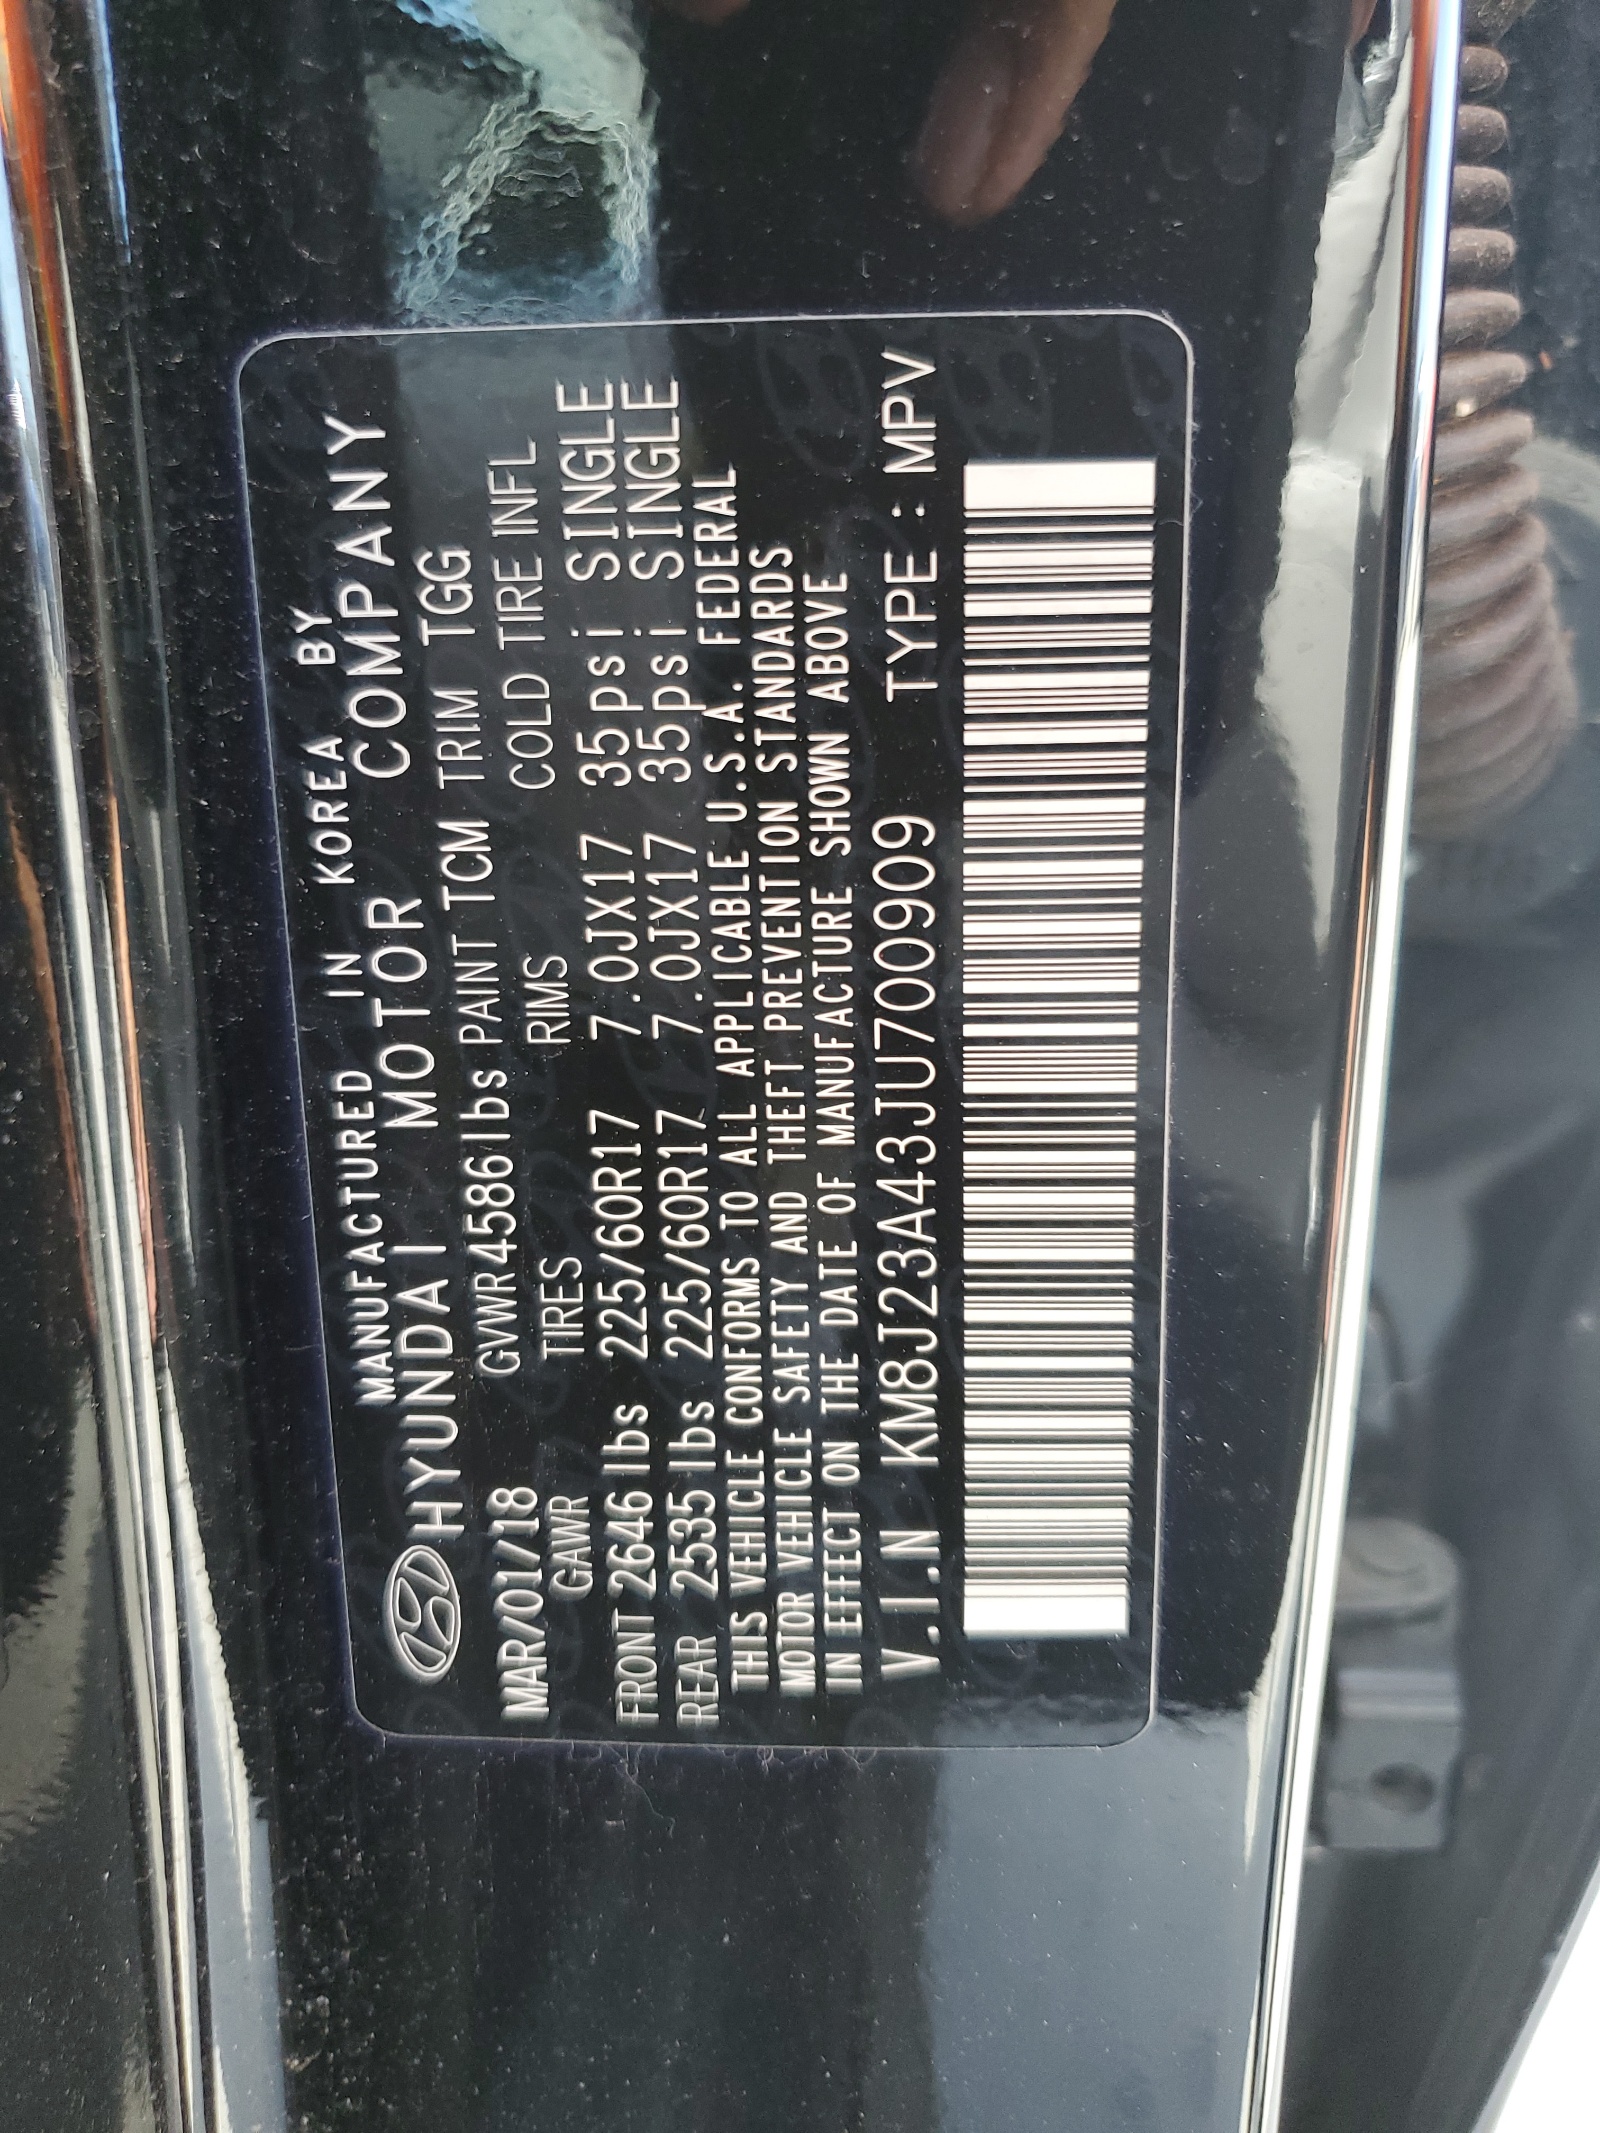 MANUFACTURED IN KOREA BY
HYUNDAI MOTOR COMPANY
MAR/01/18 GVWR4586lbs PAINT TCM TRIM TGG
GAWR TIRES RIMS COLD TIRE INFL
FRONT 2646 lbs 225/60R17 7.0JX17 35psi SINGLE
REAR 2535 lbs 225/60R17 7.0JX17 35psi SINGLE
THIS VEHICLE CONFORMS TO ALL APPLICABLE U.S.A. FEDERAL
MOTOR VEHICLE SAFETY AND THEFT PREVENTION STANDARDS
IN EFFECT ON THE DATE OF MANUFACTURE SHOWN ABOVE
V.I.N KM8J23A43JU700909 TYPE : MPV